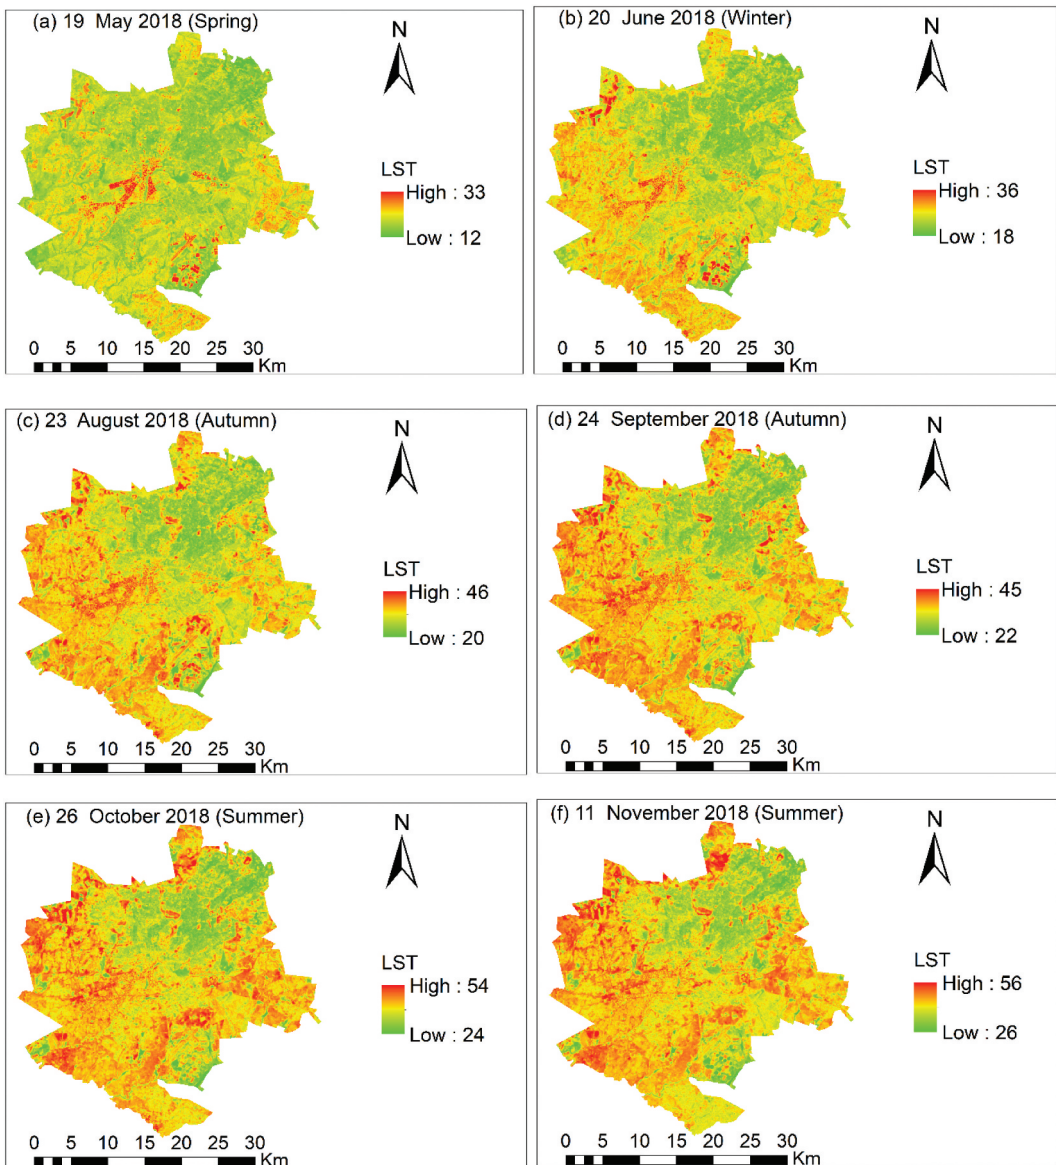 (a) 19 May 2018 (Spring)
N
LST
High : 33
Low : 12
0 5 10 15 20 25 30
Km
(b) 20 June 2018 (Winter)
N
LST
High : 36
Low : 18
0 5 10 15 20 25 30
Km
(c) 23 August 2018 (Autumn)
N
LST
High : 46
Low : 20
0 5 10 15 20 25 30
Km
(d) 24 September 2018 (Autumn)
N
LST
High : 45
Low : 22
0 5 10 15 20 25 30
Km
(e) 26 October 2018 (Summer)
N
LST
High : 54
Low : 24
0 5 10 15 20 25 30
Km
(f) 11 November 2018 (Summer)
N
LST
High : 56
Low : 26
0 5 10 15 20 25 30
Km